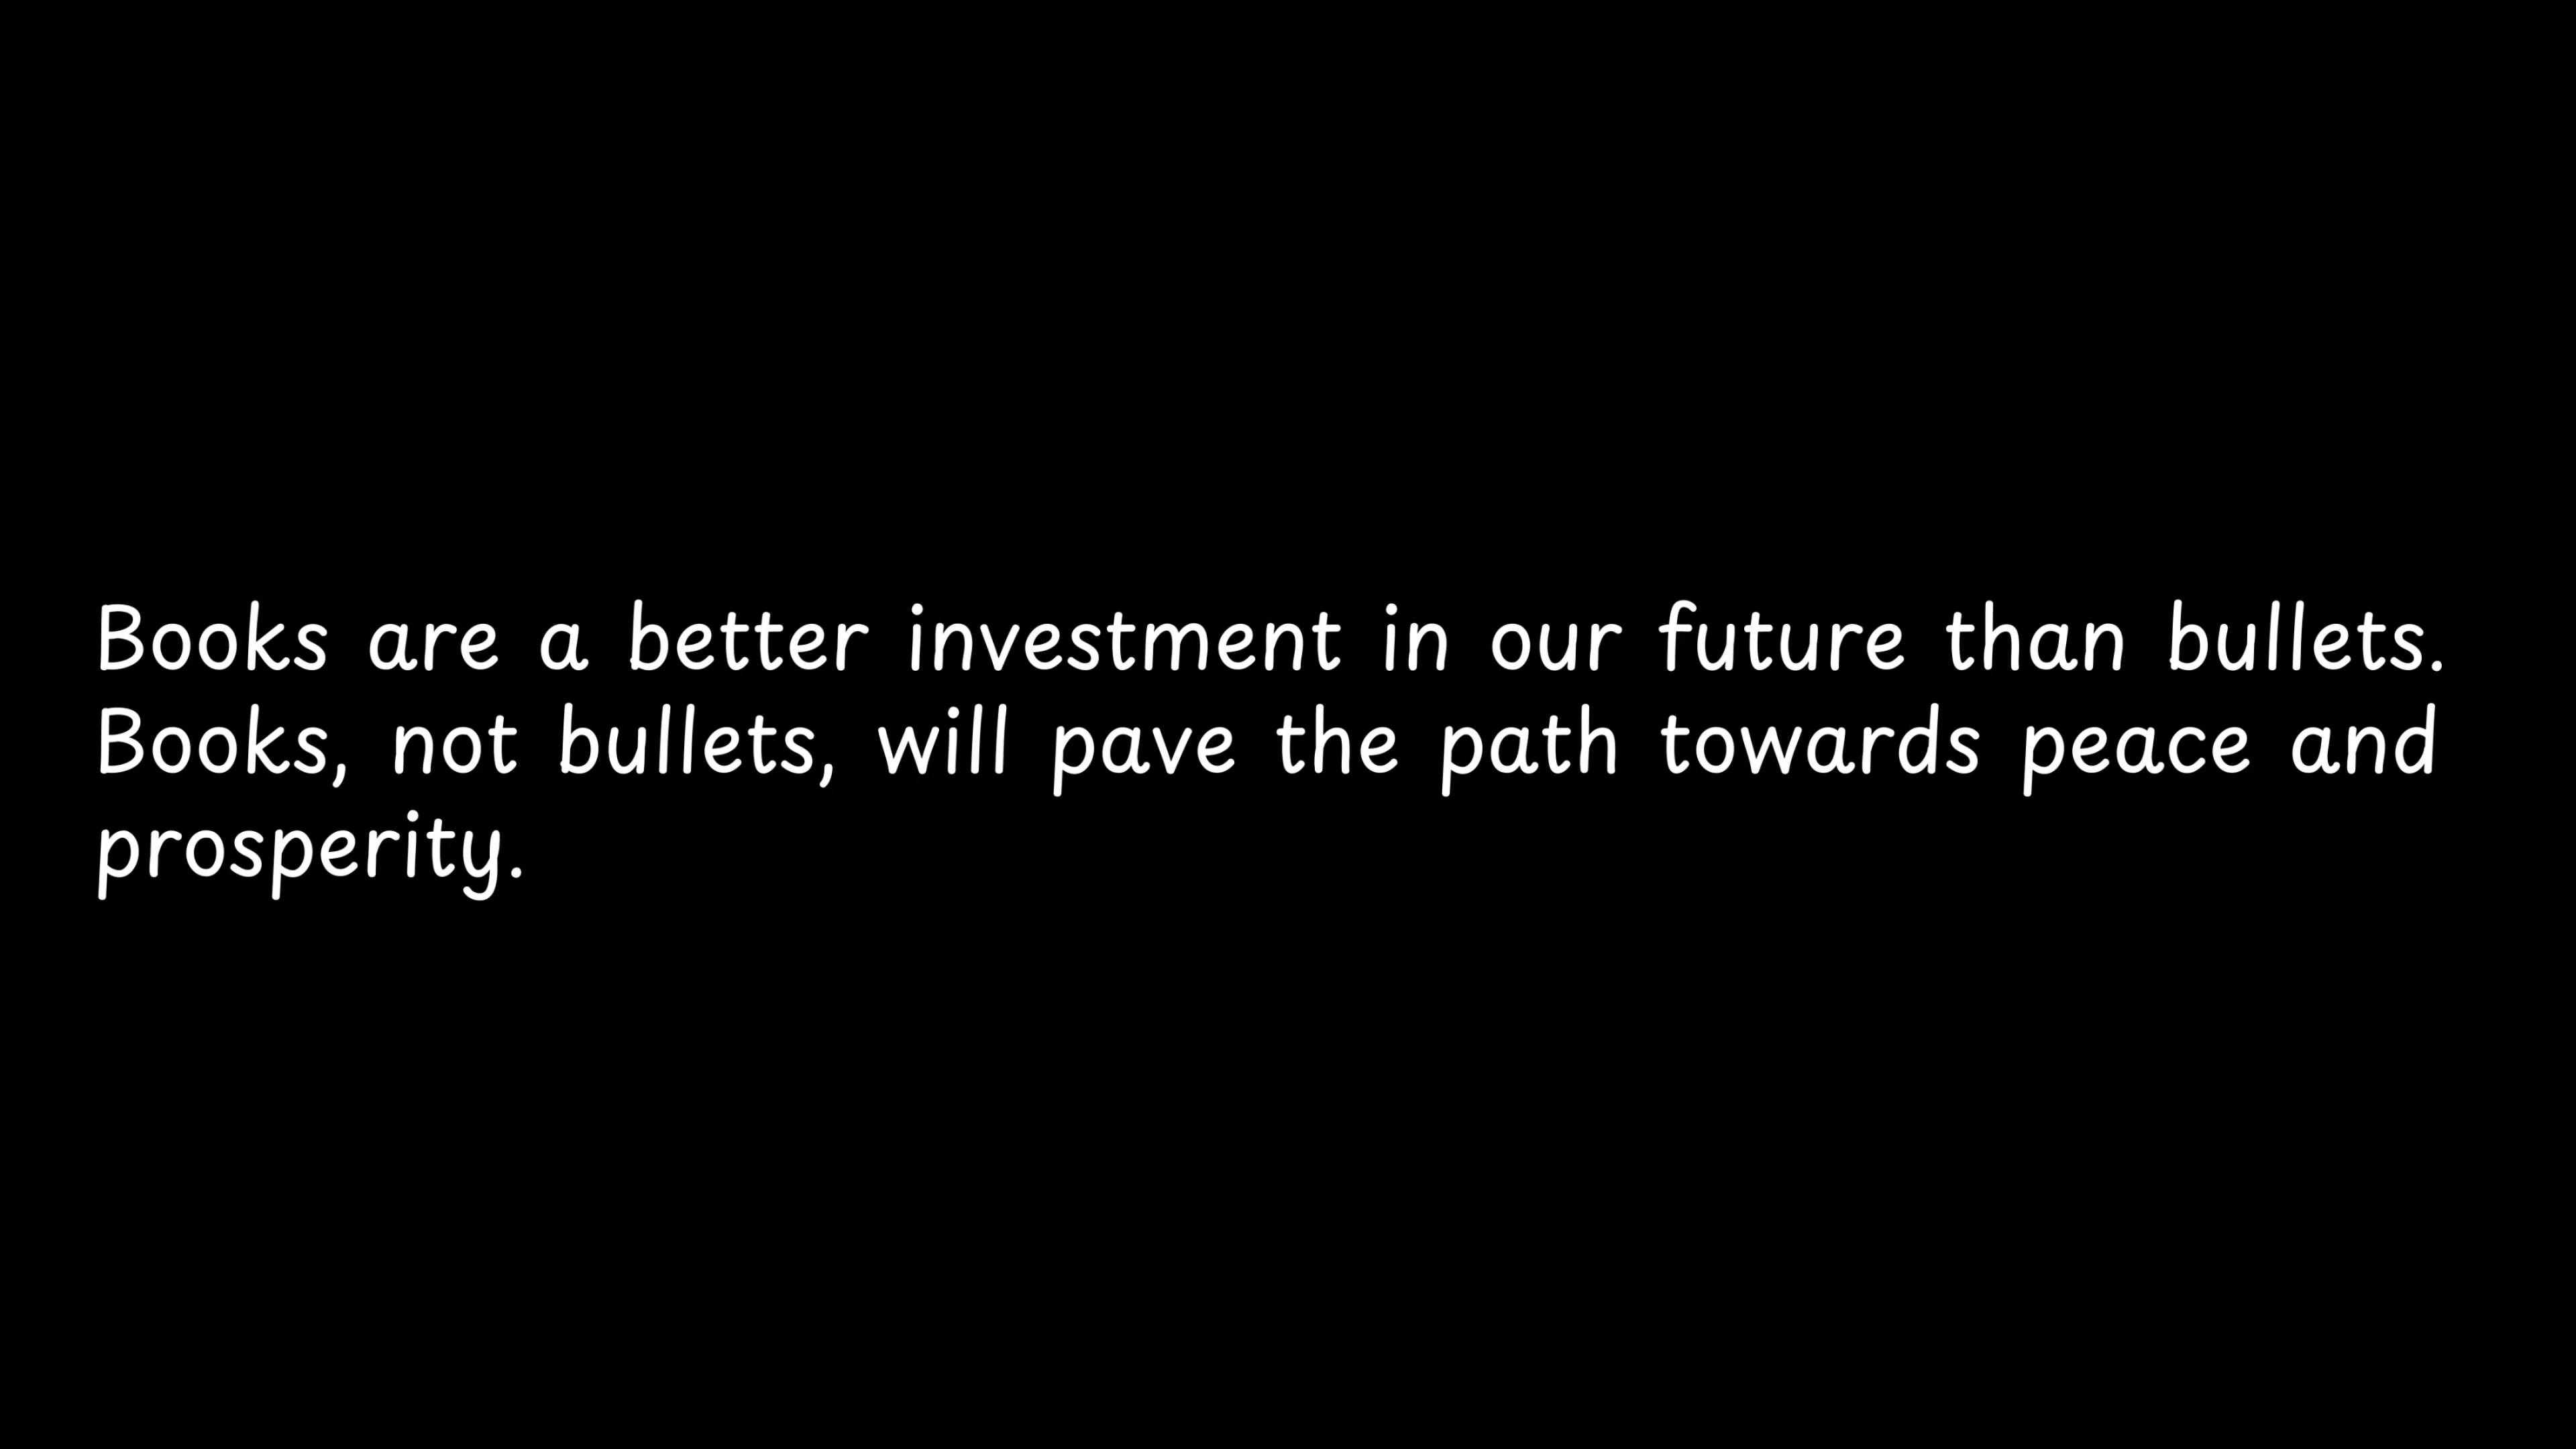 Books are a better investment in our future than bullets.
Books, not bullets, will pave the path towards peace and
prosperity.